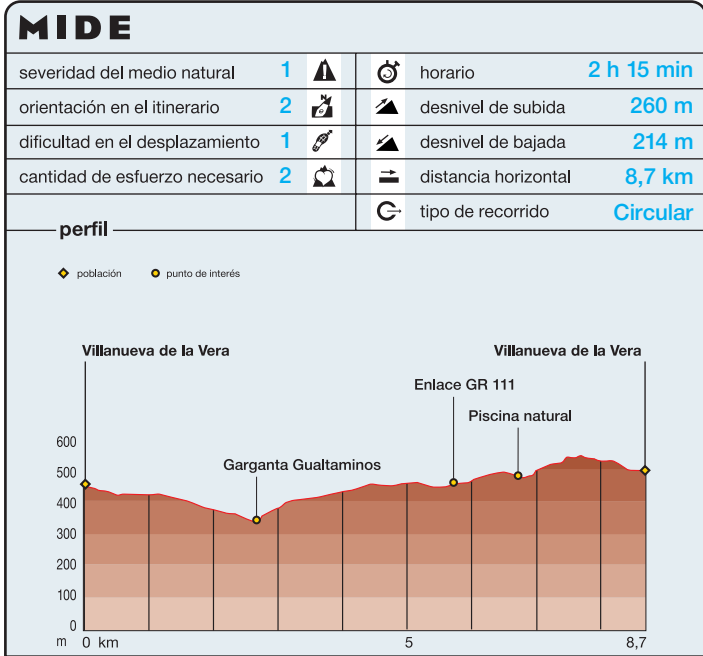 MIDE
severidad del medio natural 1
horario 2 h 15 min
orientación en el itinerario 2
N
desnivel de subida 260 m
dificultad en el desplazamiento 1
desnivel de bajada 214 m
cantidad de esfuerzo necesario 2
distancia horizontal 8,7 km
tipo de recorrido Circular
perfil
población punto de interés
Villanueva de la Vera Villanueva de la Vera
Enlace GR 111
Piscina natural
Garganta Gualtaminos
600
500
400
300
200
100
0
m 0 km 5 8,7